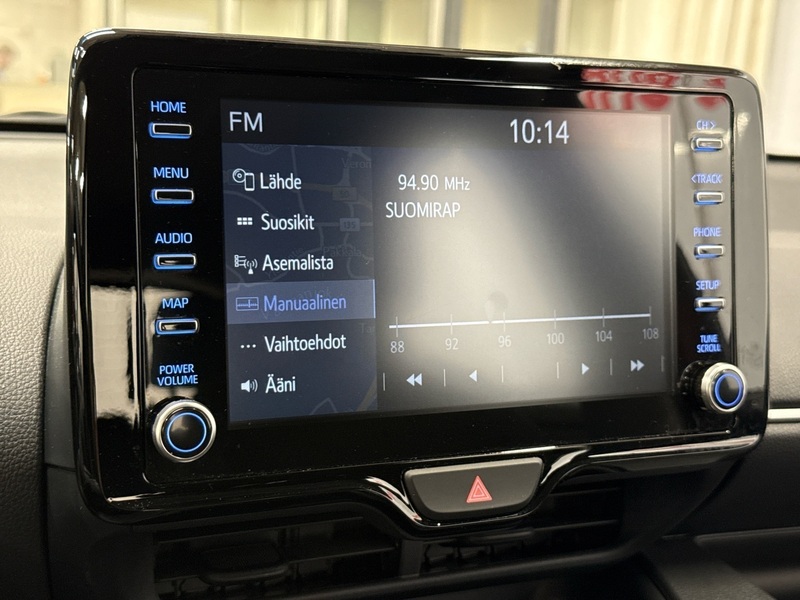 HOME
MENU
AUDIO
MAP
POWER
VOLUME
FM
10:14
Lähde
Suosikit
Asemalista
Manuaalinen
Vaihtoehdot
Ääni
94.90 MHz
SUOMIRAP
88 92 96 100 104 108
CH >
< TRACK
PHONE
SETUP
TUNE
SCROLL